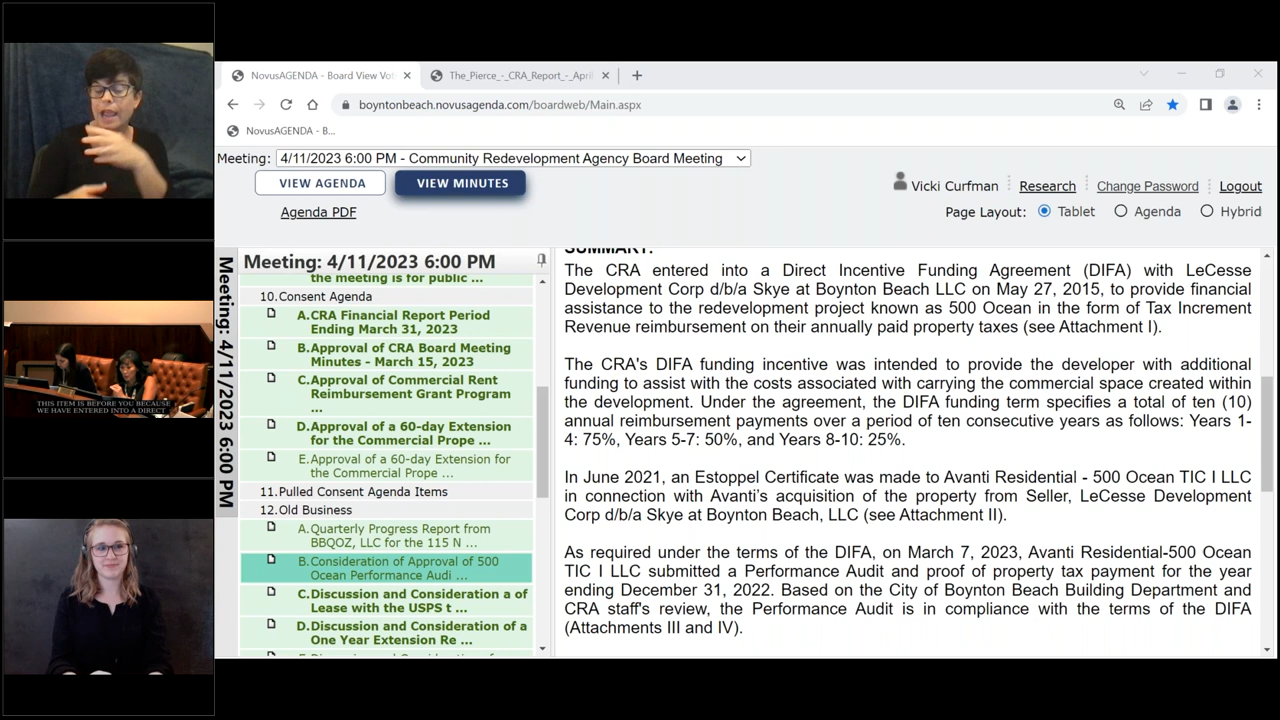 NovusAGENDA - Board View Vot
The_Pierce_-_CRA_Report_-_April
boyntonbeach.novusagenda.com/boardweb/Main.aspx
NovusAGENDA - B...
Meeting: 4/11/2023 6:00 PM - Community Redevelopment Agency Board Meeting
VIEW AGENDA VIEW MINUTES
Agenda PDF
Vicki Curfman Research Change Password Logout
Page Layout: Tablet Agenda Hybrid
Meeting: 4/11/2023 6:00 PM
Meeting: 4/11/2023 6:00 PM
the meeting is for public ...
10.Consent Agenda
A.CRA Financial Report Period
Ending March 31, 2023
B.Approval of CRA Board Meeting
Minutes - March 15, 2023
C.Approval of Commercial Rent
Reimbursement Grant Program
...
D.Approval of a 60-day Extension
for the Commercial Prope ...
E.Approval of a 60-day Extension for
the Commercial Prope ...
11.Pulled Consent Agenda Items
12.Old Business
A.Quarterly Progress Report from
BBQOZ, LLC for the 115 N ...
B.Consideration of Approval of 500
Ocean Performance Audi ...
C.Discussion and Consideration a of
Lease with the USPS t ...
D.Discussion and Consideration of a
One Year Extension Re ...
SUMMARY:
The CRA entered into a Direct Incentive Funding Agreement (DIFA) with LeCesse
Development Corp d/b/a Skye at Boynton Beach LLC on May 27, 2015, to provide financial
assistance to the redevelopment project known as 500 Ocean in the form of Tax Increment
Revenue reimbursement on their annually paid property taxes (see Attachment I).
The CRA's DIFA funding incentive was intended to provide the developer with additional
funding to assist with the costs associated with carrying the commercial space created within
the development. Under the agreement, the DIFA funding term specifies a total of ten (10)
annual reimbursement payments over a period of ten consecutive years as follows: Years 1-
4: 75%, Years 5-7: 50%, and Years 8-10: 25%.
In June 2021, an Estoppel Certificate was made to Avanti Residential - 500 Ocean TIC I LLC
in connection with Avanti's acquisition of the property from Seller, LeCesse Development
Corp d/b/a Skye at Boynton Beach, LLC (see Attachment II).
As required under the terms of the DIFA, on March 7, 2023, Avanti Residential-500 Ocean
TIC I LLC submitted a Performance Audit and proof of property tax payment for the year
ending December 31, 2022. Based on the City of Boynton Beach Building Department and
CRA staff's review, the Performance Audit is in compliance with the terms of the DIFA
(Attachments III and IV).
THIS ITEM IS BEFORE YOU BECAUSE
WE HAVE ENTERED INTO A DIRECT